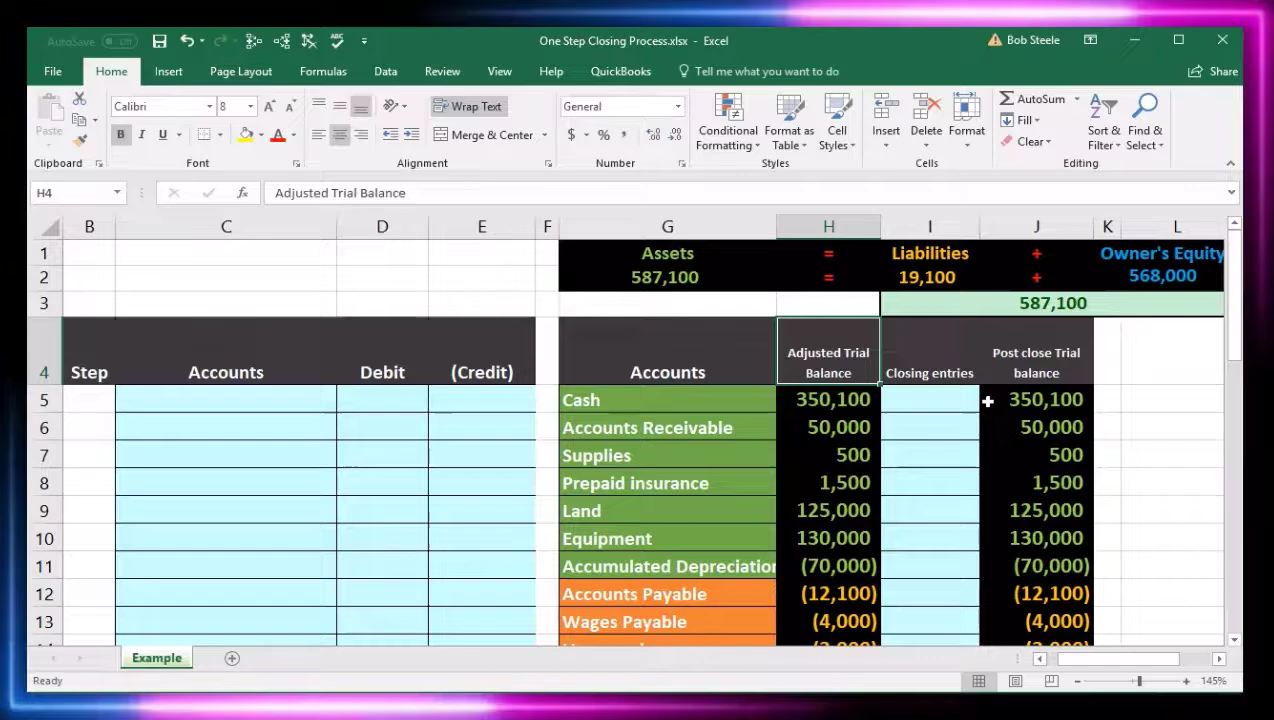 AutoSave Off
One Step Closing Process.xlsx - Excel
Bob Steele
File Home Insert Page Layout Formulas Data Review View Help QuickBooks Tell me what you want to do Share
Paste
Calibri 8
Wrap Text
General
Merge & Center
Conditional Formatting
Format as Table
Cell Styles
Insert Delete Format
AutoSum
Fill
Clear
Sort & Filter
Find & Select
Clipboard Font Alignment Number Styles Cells Editing
H4 fx Adjusted Trial Balance
B C D E F G H I J K L
1 Assets = Liabilities + Owner's Equity
2 587,100 = 19,100 + 568,000
3 587,100
4 Step Accounts Debit (Credit) Accounts Adjusted Trial Balance Closing entries Post close Trial balance
5 Cash 350,100 350,100
6 Accounts Receivable 50,000 50,000
7 Supplies 500 500
8 Prepaid insurance 1,500 1,500
9 Land 125,000 125,000
10 Equipment 130,000 130,000
11 Accumulated Depreciation (70,000) (70,000)
12 Accounts Payable (12,100) (12,100)
13 Wages Payable (4,000) (4,000)
Example
Ready 145%